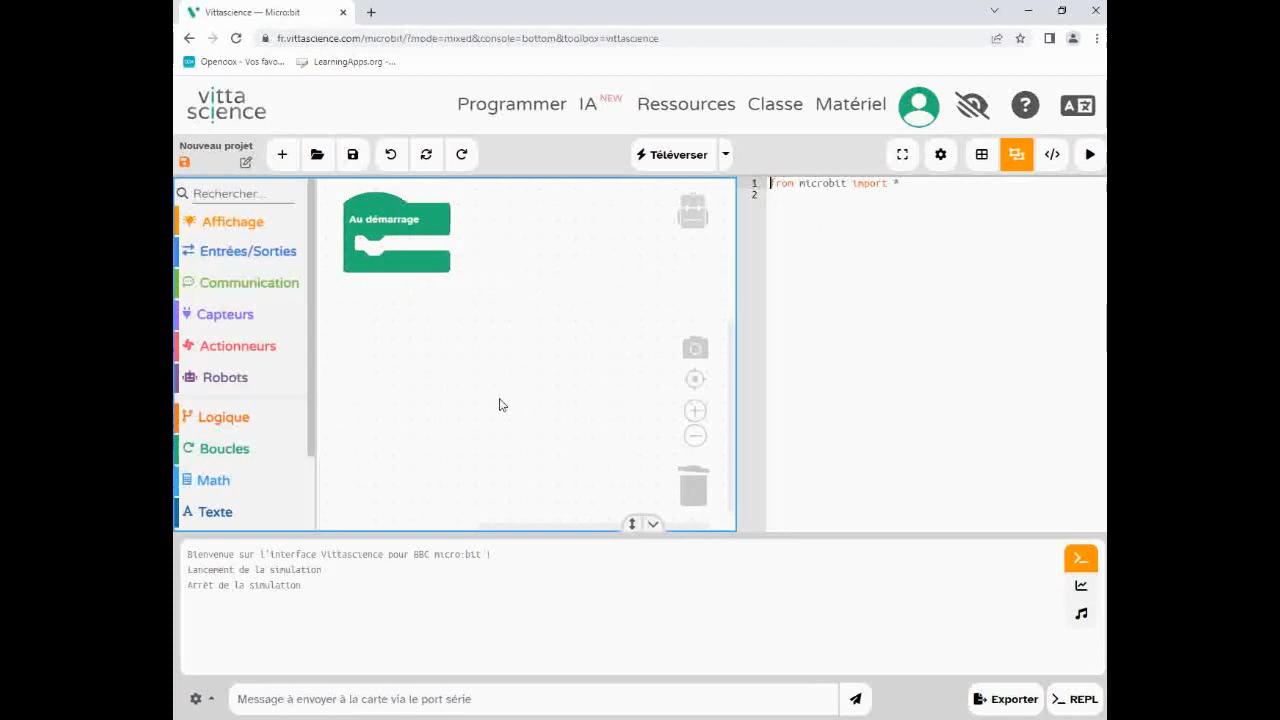 Vittascience — Micro:bit
fr.vittascience.com/microbit/?mode=mixed&console=bottom&toolbox=vittascience
Openoox - Vos favo... LearningApps.org -...
vitta
science
Programmer IA NEW Ressources Classe Matériel
Nouveau projet
Téléverser
Rechercher...
Affichage
Entrées/Sorties
Communication
Capteurs
Actionneurs
Robots
Logique
Boucles
Math
Texte
Au démarrage
1 from microbit import *
2
Bienvenue sur l'interface Vittascience pour BBC micro:bit !
Lancement de la simulation
Arrêt de la simulation
Message à envoyer à la carte via le port série
Exporter
REPL